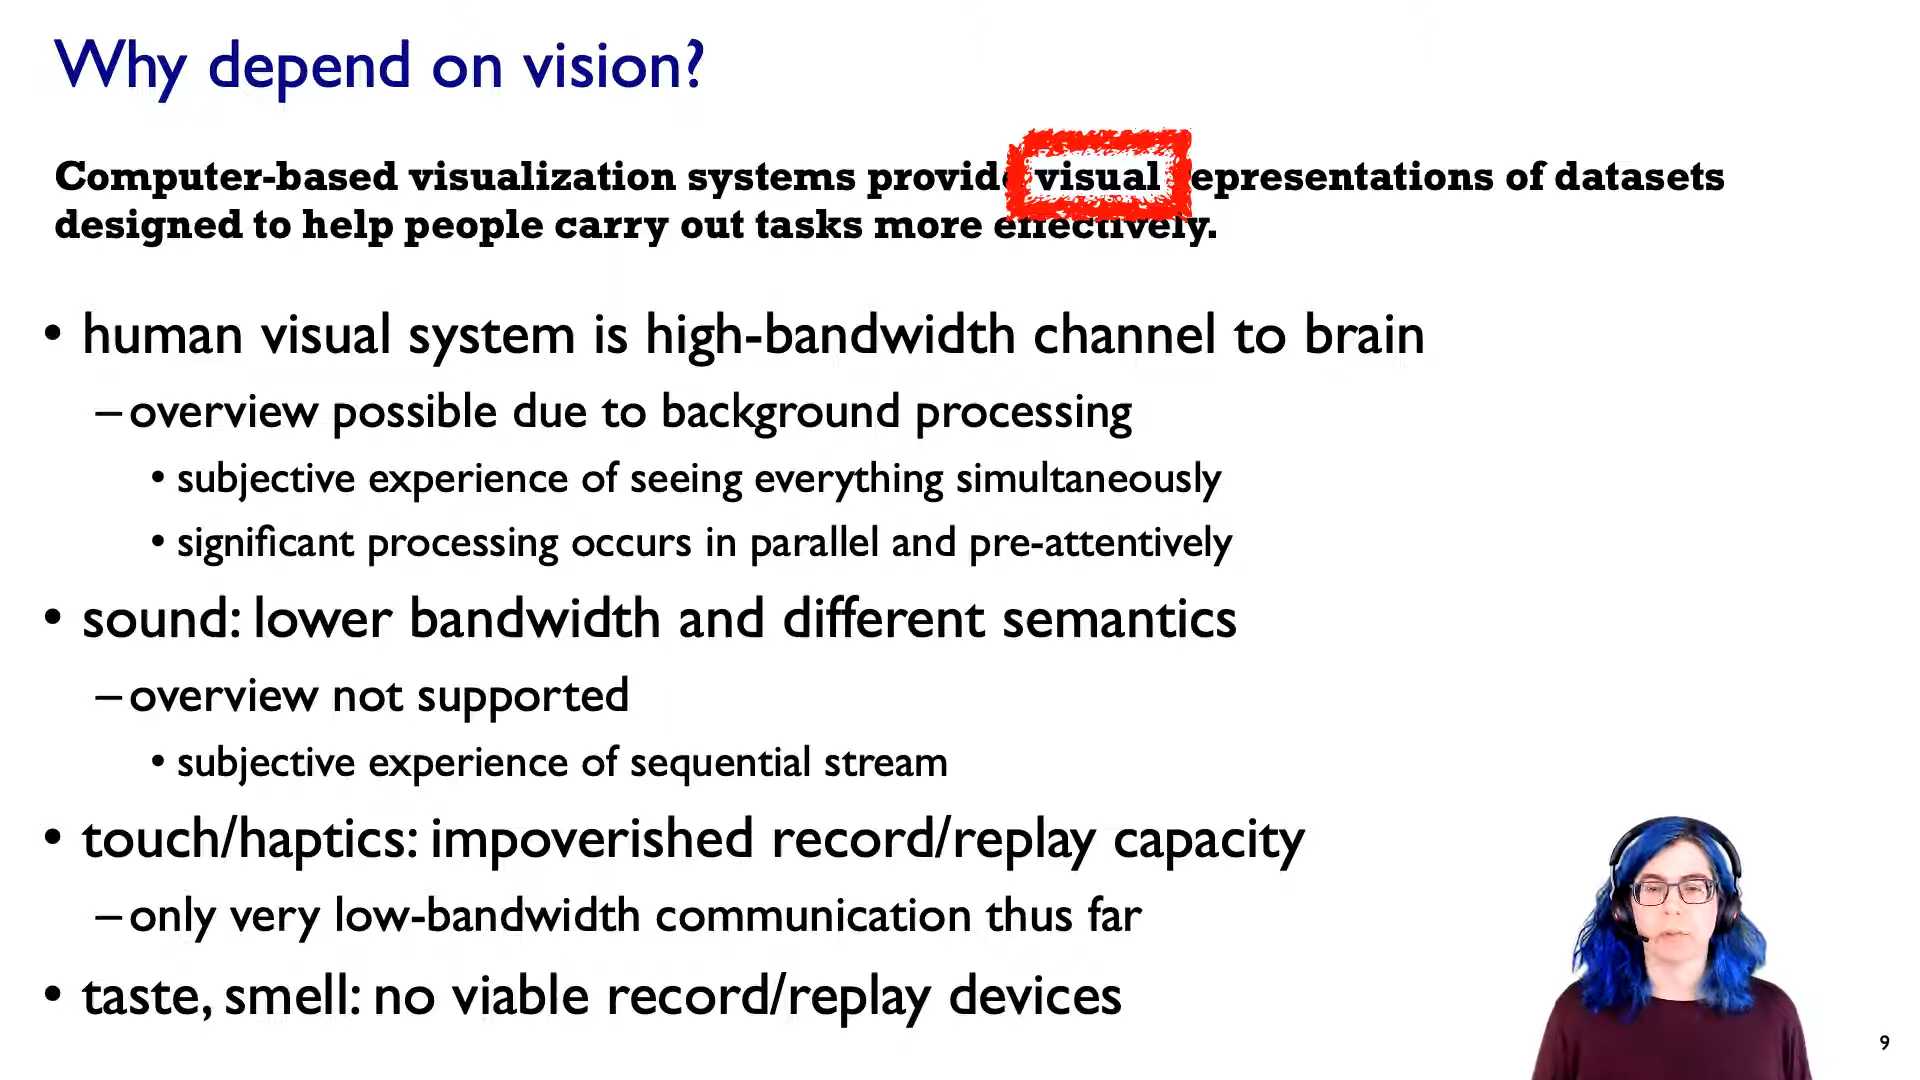 Why depend on vision?
Computer-based visualization systems provide visual representations of datasets
designed to help people carry out tasks more effectively.
• human visual system is high-bandwidth channel to brain
– overview possible due to background processing
• subjective experience of seeing everything simultaneously
• significant processing occurs in parallel and pre-attentively
• sound: lower bandwidth and different semantics
– overview not supported
• subjective experience of sequential stream
• touch/haptics: impoverished record/replay capacity
– only very low-bandwidth communication thus far
• taste, smell: no viable record/replay devices
9